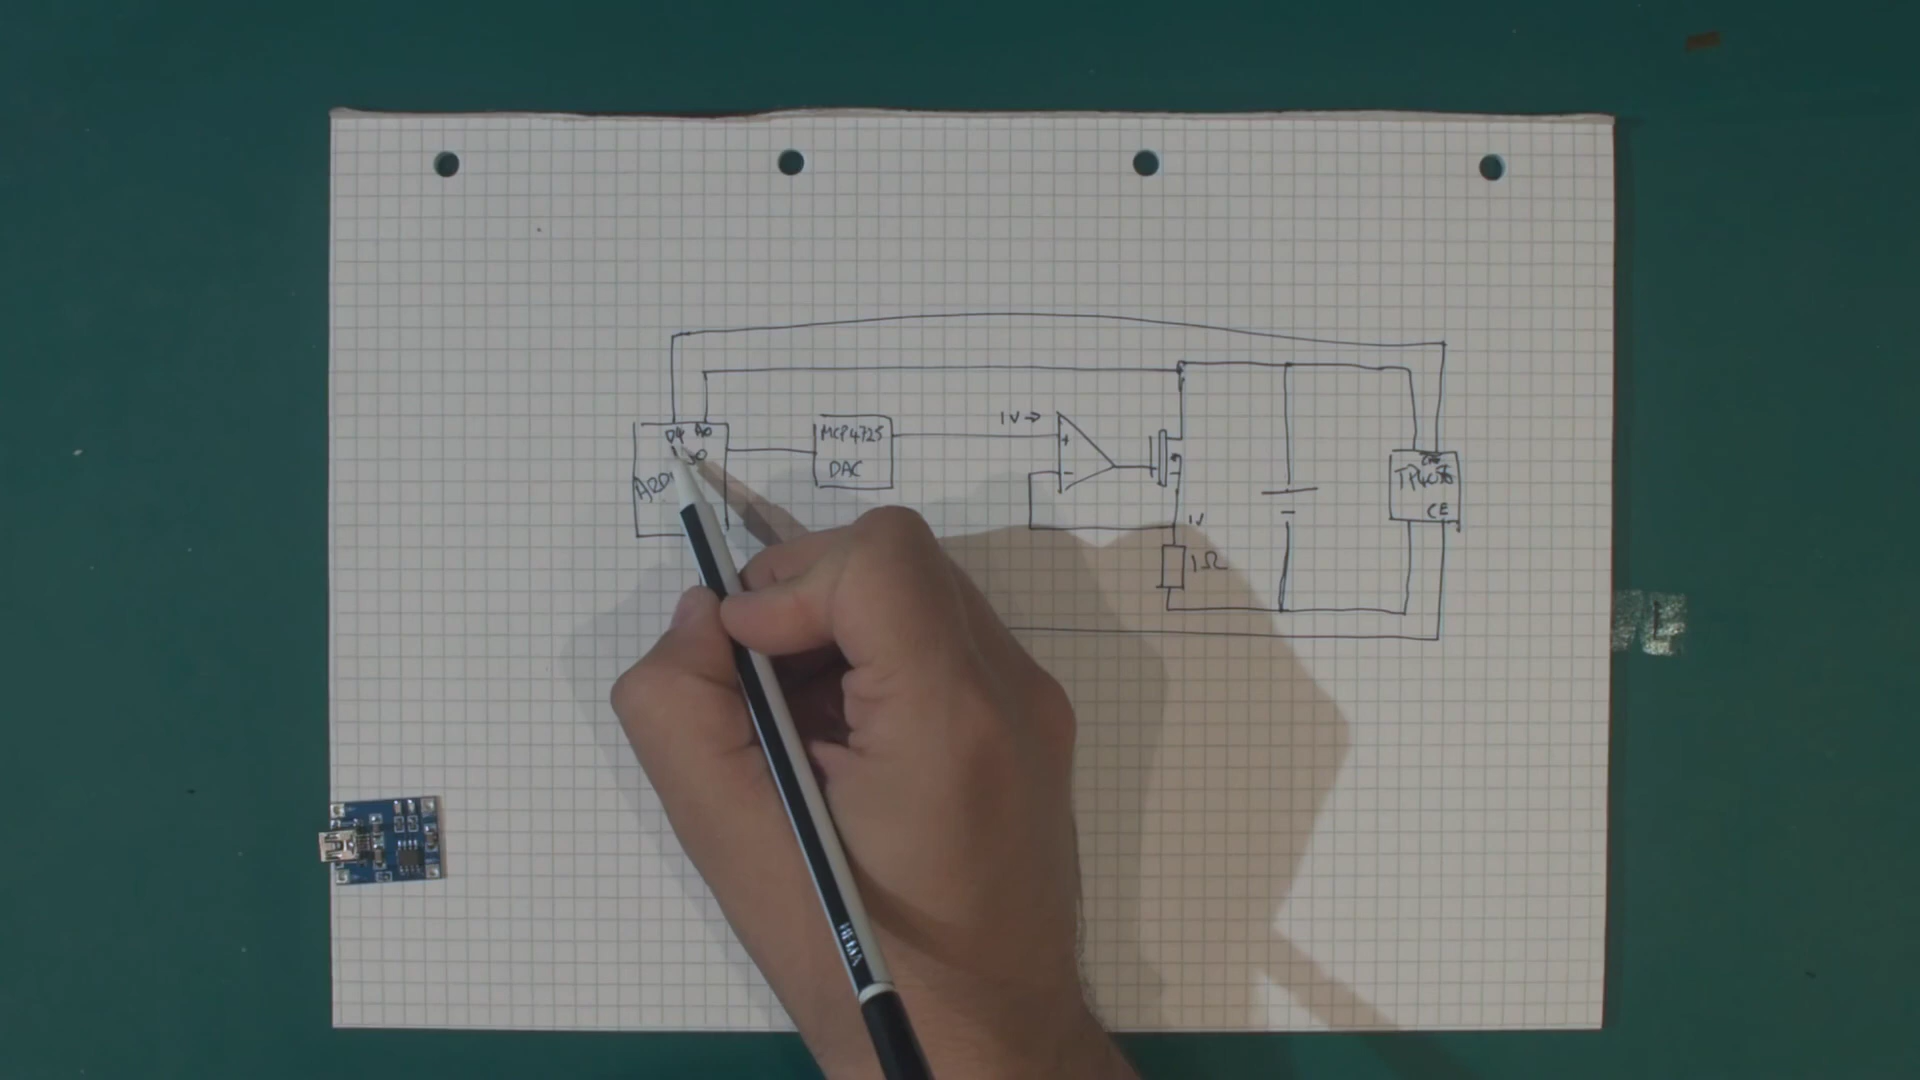 1V→
D4 A0
MCP4725
DAC
+
-
TP4056
CE
1V
1Ω